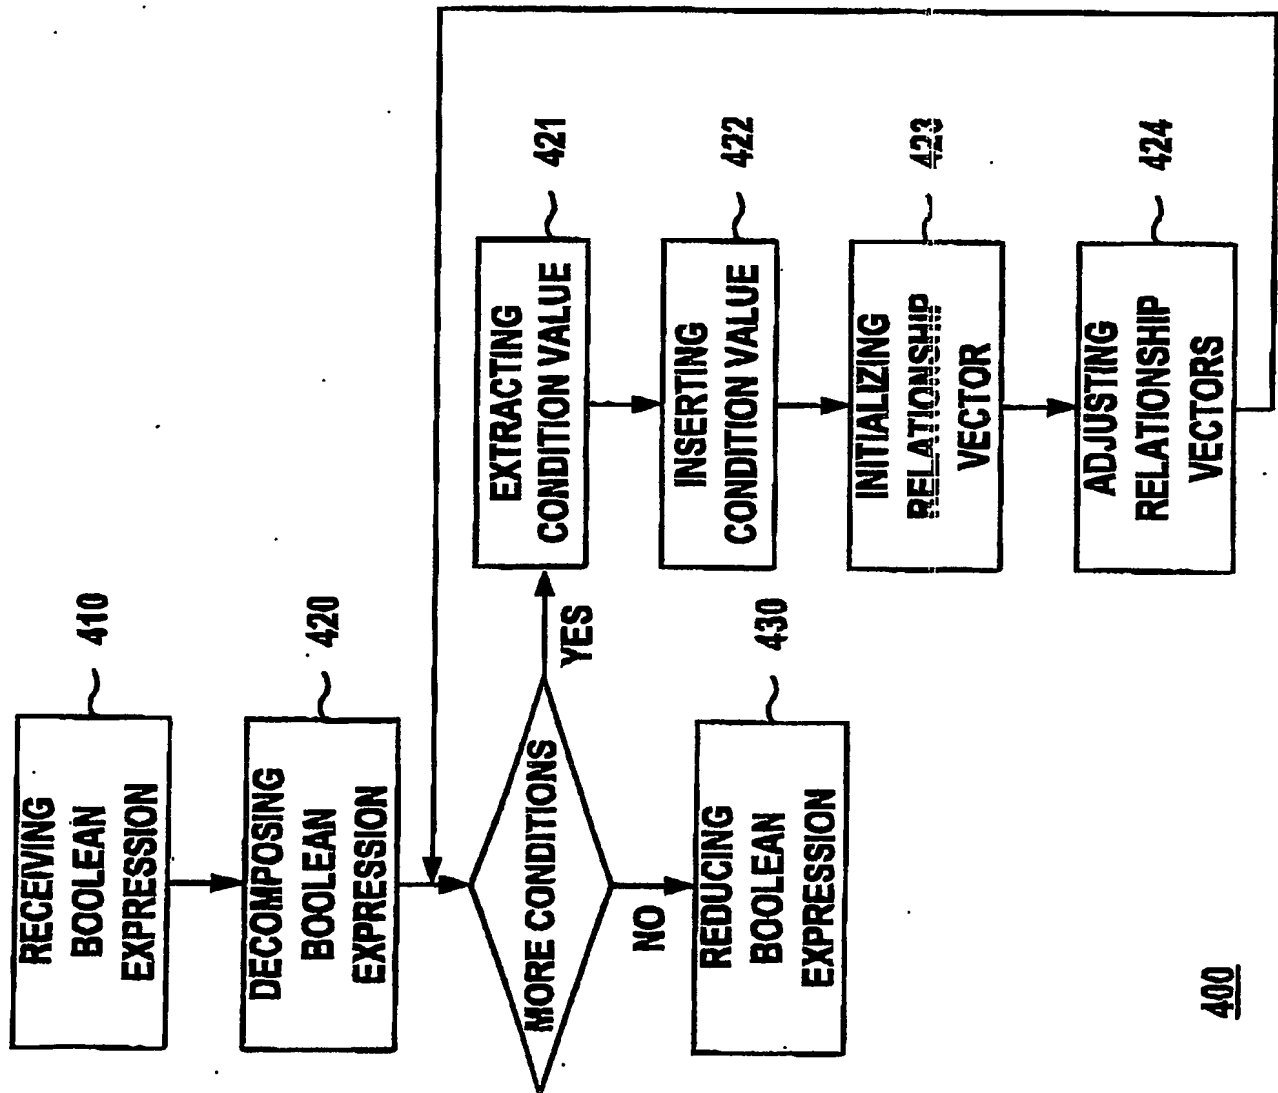 RECEIVING
BOOLEAN
EXPRESSION
410
DECOMPOSING
BOOLEAN
EXPRESSION
420
MORE CONDITIONS
YES
NO
EXTRACTING
CONDITION VALUE
421
INSERTING
CONDITION VALUE
422
INITIALIZING
RELATIONSHIP
VECTOR
423
ADJUSTING
RELATIONSHIP
VECTORS
424
REDUCING
BOOLEAN
EXPRESSION
430
400